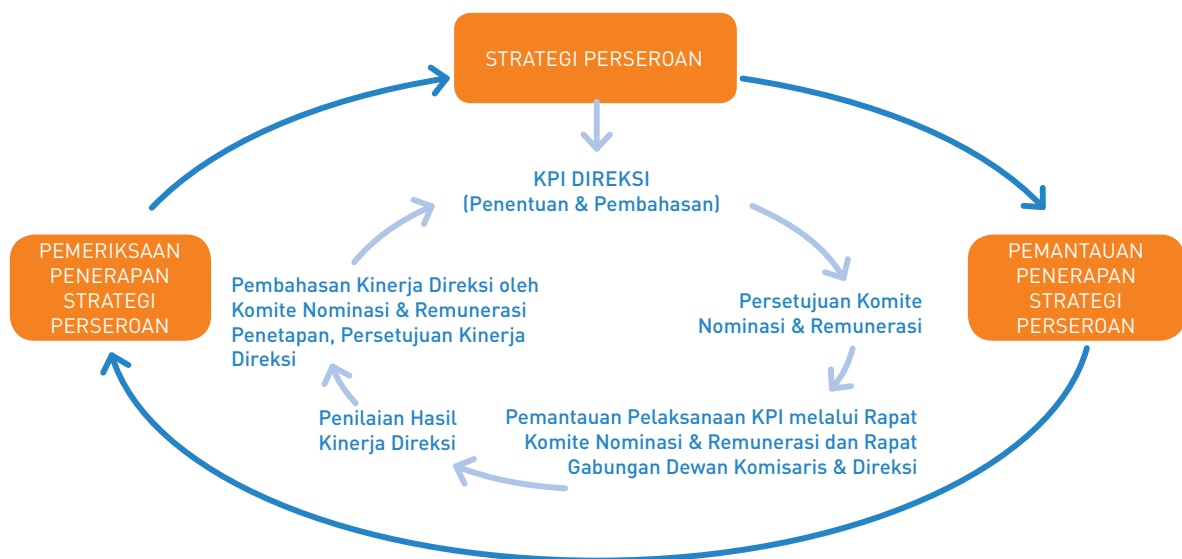 STRATEGI PERSEROAN
KPI DIREKSI
(Penentuan & Pembahasan)
PEMERIKSAAN
PENERAPAN
STRATEGI
PERSEROAN
PEMANTAUAN
PENERAPAN
STRATEGI
PERSEROAN
Pembahasan Kinerja Direksi oleh
Komite Nominasi & Remunerasi
Penetapan, Persetujuan Kinerja
Direksi
Persetujuan Komite
Nominasi & Remunerasi
Penilaian Hasil
Kinerja Direksi
Pemantauan Pelaksanaan KPI melalui Rapat
Komite Nominasi & Remunerasi dan Rapat
Gabungan Dewan Komisaris & Direksi